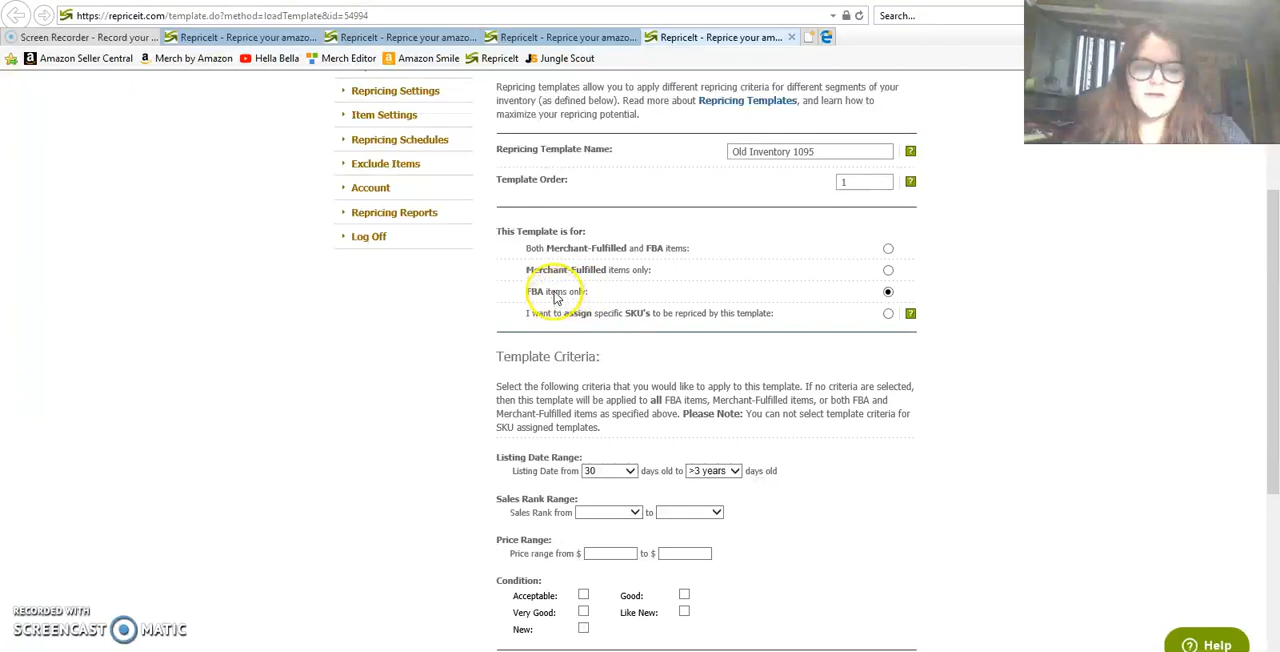 https://repriceit.com/template.do?method=loadTemplate&id=54994
Search...
Screen Recorder - Record your ...
RepriceIt - Reprice your amazo...
RepriceIt - Reprice your amazo...
RepriceIt - Reprice your amazo...
RepriceIt - Reprice your am...
Amazon Seller Central
Merch by Amazon
Hella Bella
Merch Editor
Amazon Smile
RepriceIt
Jungle Scout
Repricing Settings
Item Settings
Repricing Schedules
Exclude Items
Account
Repricing Reports
Log Off
Repricing templates allow you to apply different repricing criteria for different segments of your
inventory (as defined below). Read more about Repricing Templates, and learn how to
maximize your repricing potential.
Repricing Template Name: Old Inventory 1095 ?
Template Order: 1 ?
This Template is for:
Both Merchant-Fulfilled and FBA items:
Merchant-Fulfilled items only:
FBA items only:
I want to assign specific SKU's to be repriced by this template: ?
Template Criteria:
Select the following criteria that you would like to apply to this template. If no criteria are selected,
then this template will be applied to all FBA items, Merchant-Fulfilled items, or both FBA and
Merchant-Fulfilled items as specified above. Please Note: You can not select template criteria for
SKU assigned templates.
Listing Date Range:
Listing Date from 30 days old to >3 years days old
Sales Rank Range:
Sales Rank from to
Price Range:
Price range from $ to $
Condition:
Acceptable: Good:
Very Good: Like New:
New:
RECORDED WITH
SCREENCAST MATIC
? Help